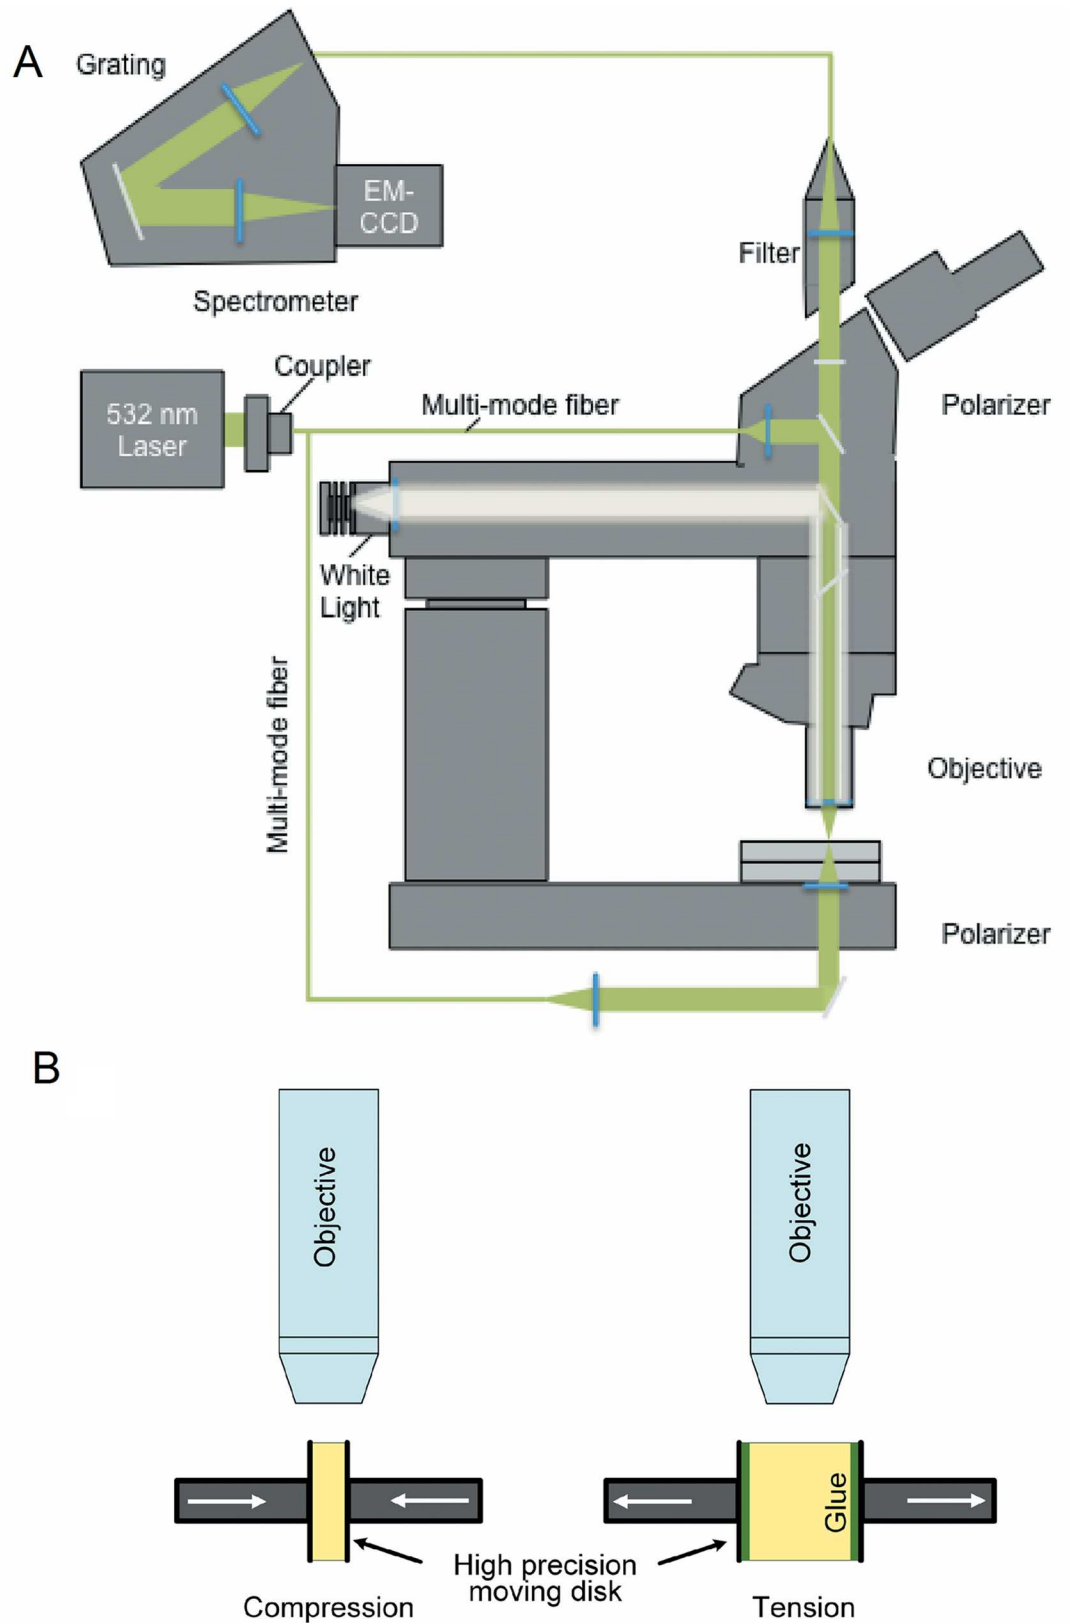 A
Grating
EM-
CCD
Filter
Spectrometer
Coupler
532 nm
Laser
Multi-mode fiber
Polarizer
White
Light
Multi-mode fiber
Objective
Polarizer
B
Objective
Objective
Glue
High precision
moving disk
Compression
Tension